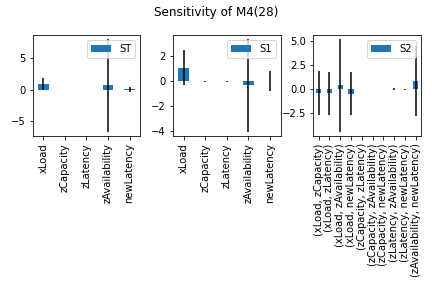 Sensitivity of M4(28)
ST
5
0
−5
xLoad
zCapacity
zLatency
zAvailability
newLatency
S1
2
0
−2
−4
xLoad
zCapacity
zLatency
zAvailability
newLatency
S2
5.0
2.5
0.0
−2.5
(xLoad, zCapacity)
(xLoad, zLatency)
(xLoad, zAvailability)
(xLoad, newLatency)
(zCapacity, zLatency)
(zCapacity, zAvailability)
(zCapacity, newLatency)
(zLatency, zAvailability)
(zLatency, newLatency)
(zAvailability, newLatency)